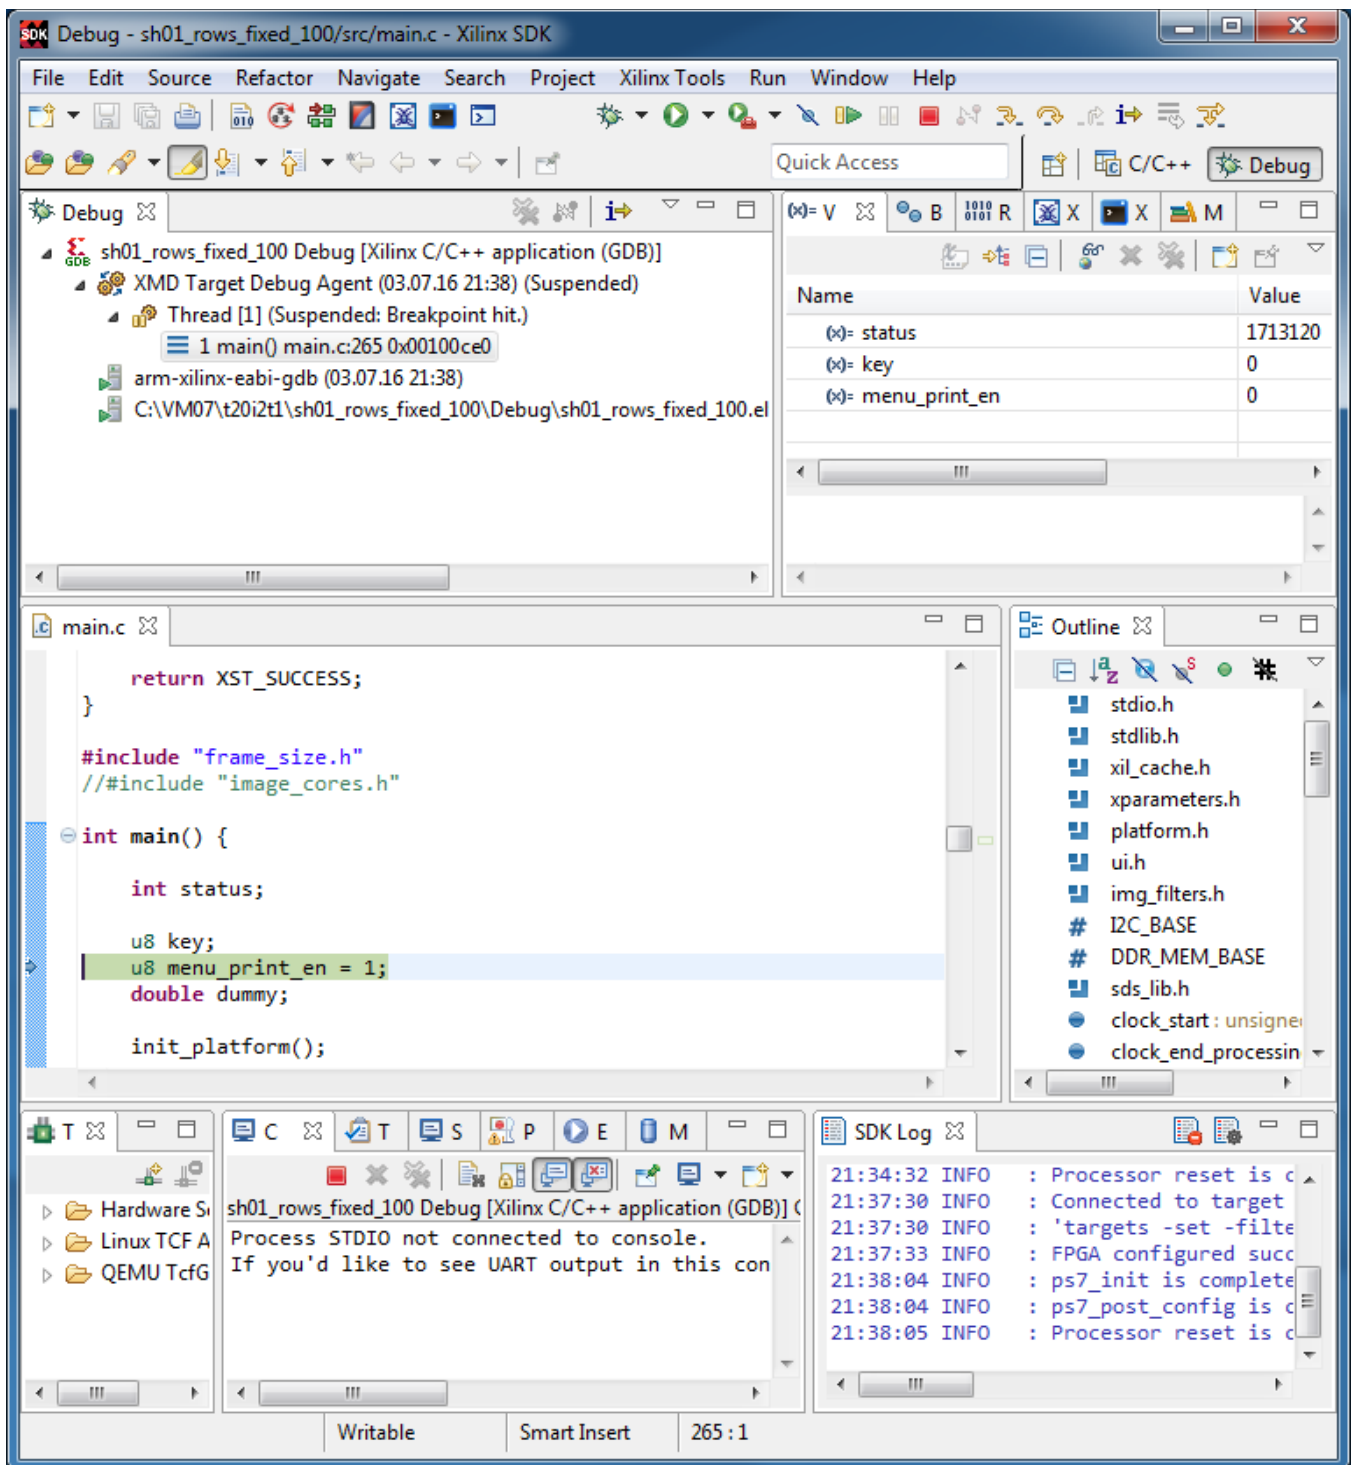 Debug - sh01_rows_fixed_100/src/main.c - Xilinx SDK
File Edit Source Refactor Navigate Search Project Xilinx Tools Run Window Help
Quick Access
C/C++
Debug
Debug
sh01_rows_fixed_100 Debug [Xilinx C/C++ application (GDB)]
XMD Target Debug Agent (03.07.16 21:38) (Suspended)
Thread [1] (Suspended: Breakpoint hit.)
1 main() main.c:265 0x00100ce0
arm-xilinx-eabi-gdb (03.07.16 21:38)
C:\VM07\t20i2t1\sh01_rows_fixed_100\Debug\sh01_rows_fixed_100.el
(x)= V B R X X M
Name Value
(x)= status 1713120
(x)= key 0
(x)= menu_print_en 0
main.c
return XST_SUCCESS;
}
#include "frame_size.h"
//#include "image_cores.h"
int main() {
int status;
u8 key;
u8 menu_print_en = 1;
double dummy;
init_platform();
Outline
stdio.h
stdlib.h
xil_cache.h
xparameters.h
platform.h
ui.h
img_filters.h
# I2C_BASE
# DDR_MEM_BASE
sds_lib.h
clock_start : unsigne
clock_end_processin
T
Hardware S
Linux TCF A
QEMU TcfG
C T S P E M
sh01_rows_fixed_100 Debug [Xilinx C/C++ application (GDB)] (
Process STDIO not connected to console.
If you'd like to see UART output in this con
SDK Log
21:34:32 INFO : Processor reset is c
21:37:30 INFO : Connected to target
21:37:30 INFO : 'targets -set -filte
21:37:33 INFO : FPGA configured succ
21:38:04 INFO : ps7_init is complete
21:38:04 INFO : ps7_post_config is c
21:38:05 INFO : Processor reset is c
Writable
Smart Insert
265 : 1